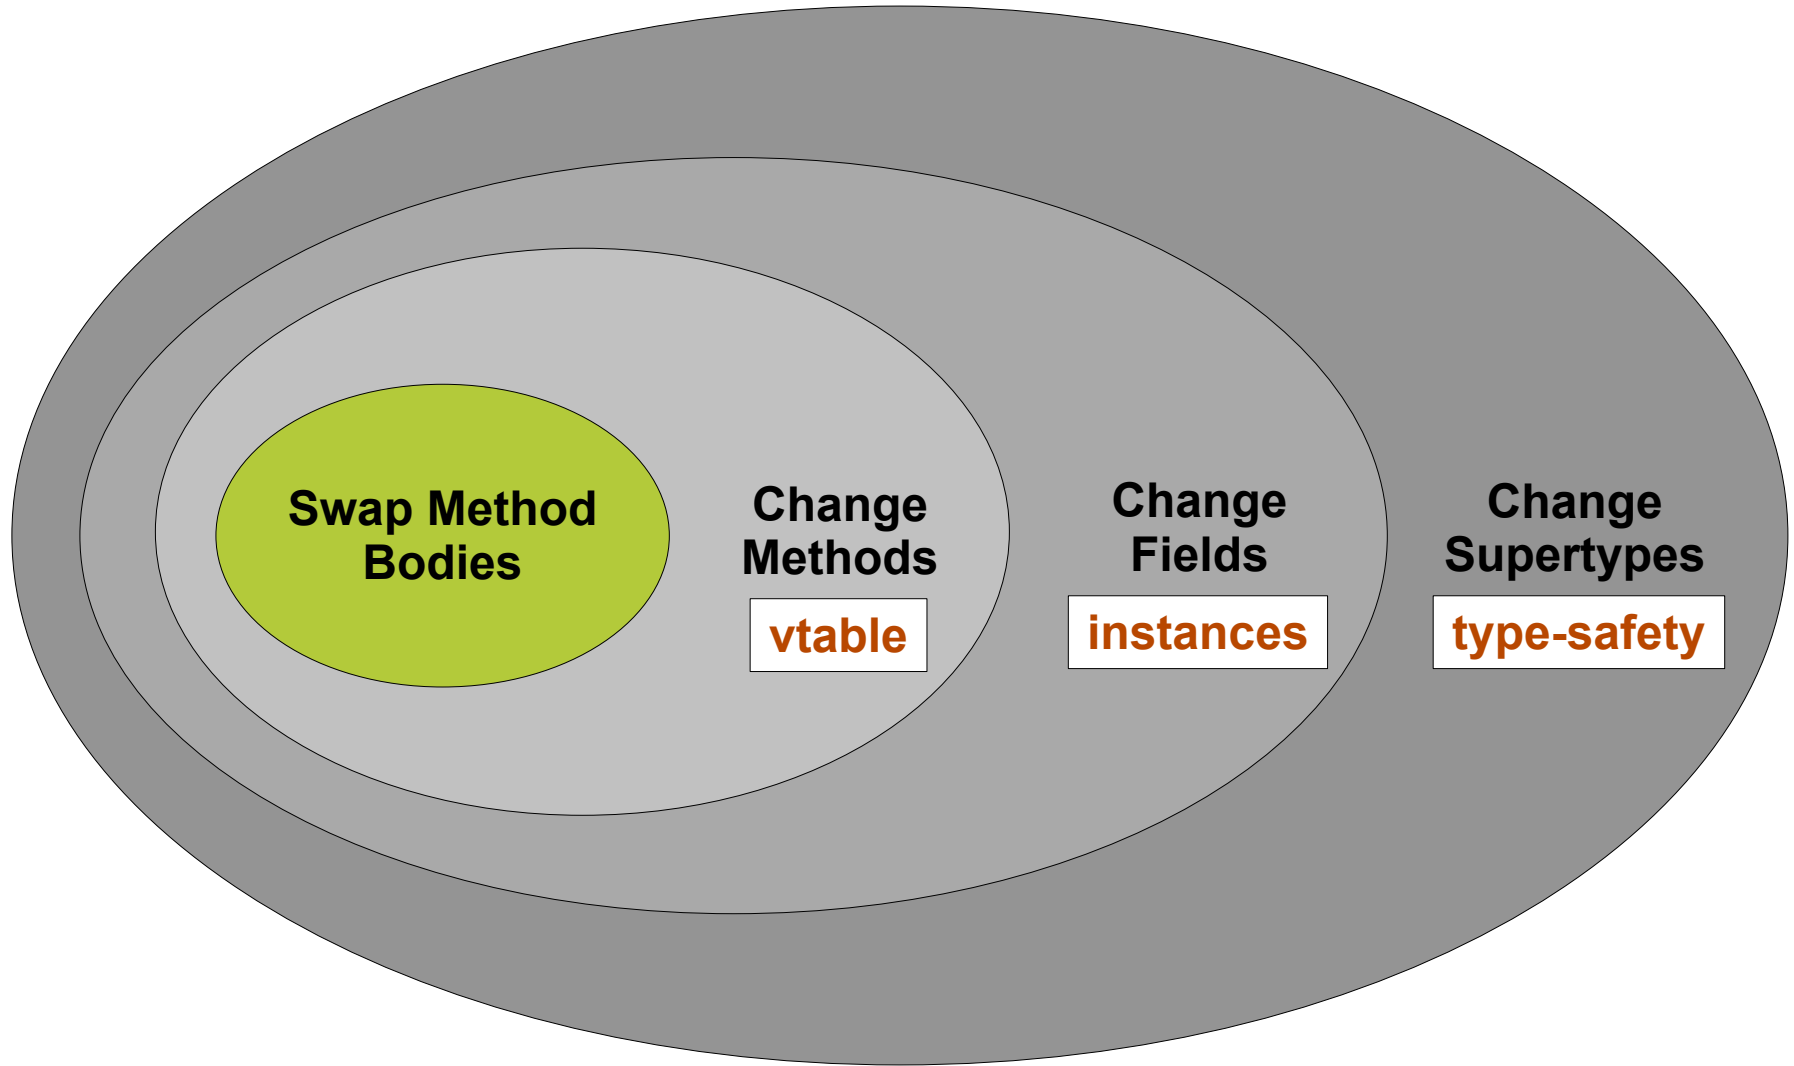 Swap Method
Bodies
Change
Methods
vtable
Change
Fields
instances
Change
Supertypes
type-safety